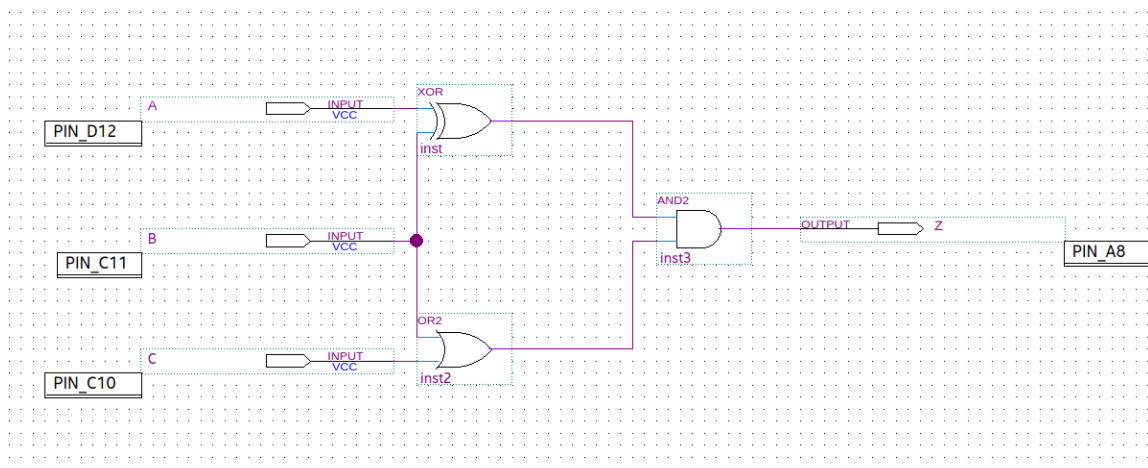 XOR
A
INPUT
VCC
PIN_D12
inst
AND2
B
INPUT
VCC
OUTPUT
Z
PIN_C11
inst3
PIN_A8
OR2
C
INPUT
VCC
PIN_C10
inst2